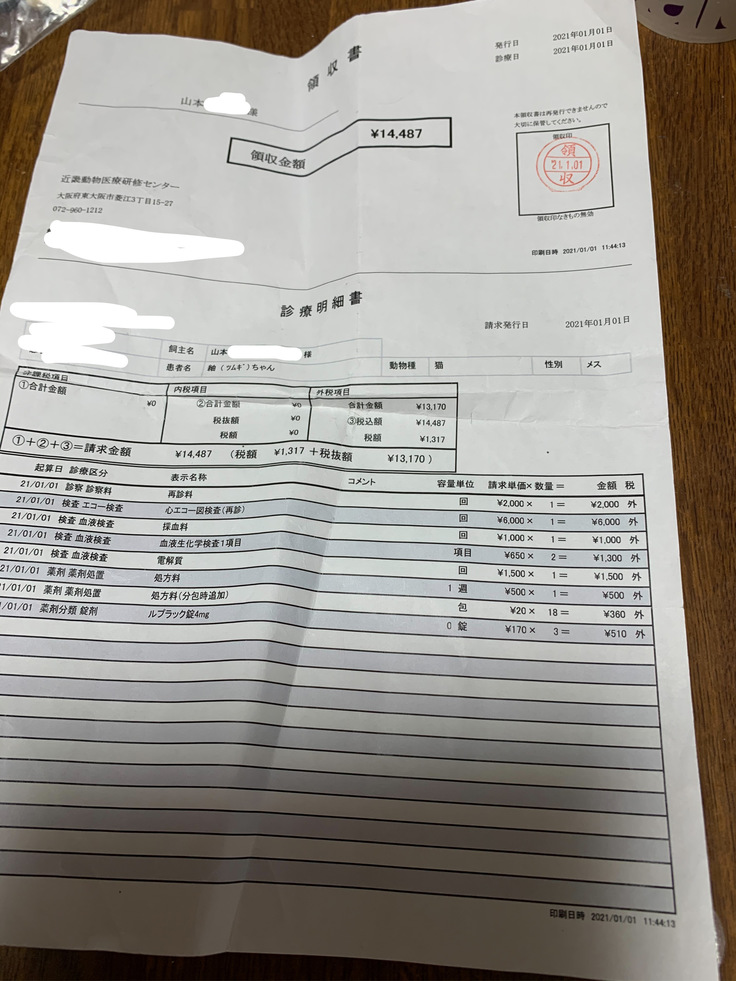 領収書
発行日 2021年01月01日
診療日 2021年01月01日
山本 様
本領収書は再発行できませんので
大切に保管してください。
領収金額 ¥14,487
領収印
領
21.1.01
収
領収印なきもの無効
近畿動物医療研修センター
大阪府東大阪市菱江3丁目15-27
072-960-1212
印刷日時 2021/01/01 11:44:13
診療明細書
請求発行日 2021年01月01日
飼主名 山本 様
患者名 紬(ツムギ)ちゃん 動物種 猫 性別 メス
非課税項目 内税項目 外税項目
①合計金額 ¥0 ②合計金額 ¥0 合計金額 ¥13,170
税抜額 ¥0 ③税込額 ¥14,487
税額 ¥0 税額 ¥1,317
①+②+③=請求金額 ¥14,487 (税額 ¥1,317 +税抜額 ¥13,170 )
起算日 診療区分 表示名称 コメント 容量単位 請求単価× 数量= 金額 税
21/01/01 診察 診察料 再診料 回 ¥2,000× 1= ¥2,000 外
21/01/01 検査 エコー検査 心エコー図検査(再診) 回 ¥6,000× 1= ¥6,000 外
21/01/01 検査 血液検査 採血料 回 ¥1,000× 1= ¥1,000 外
21/01/01 検査 血液検査 血液生化学検査1項目 項目 ¥650× 2= ¥1,300 外
21/01/01 検査 血液検査 電解質 回 ¥1,500× 1= ¥1,500 外
21/01/01 薬剤 薬剤処置 処方料 1 週 ¥500× 1= ¥500 外
1/01/01 薬剤 薬剤処置 処方料(分包時追加) 包 ¥20× 18= ¥360 外
/01/01 薬剤分類 錠剤 ルプラック錠4mg 0 錠 ¥170× 3= ¥510 外
印刷日時 2021/01/01 11:44:13